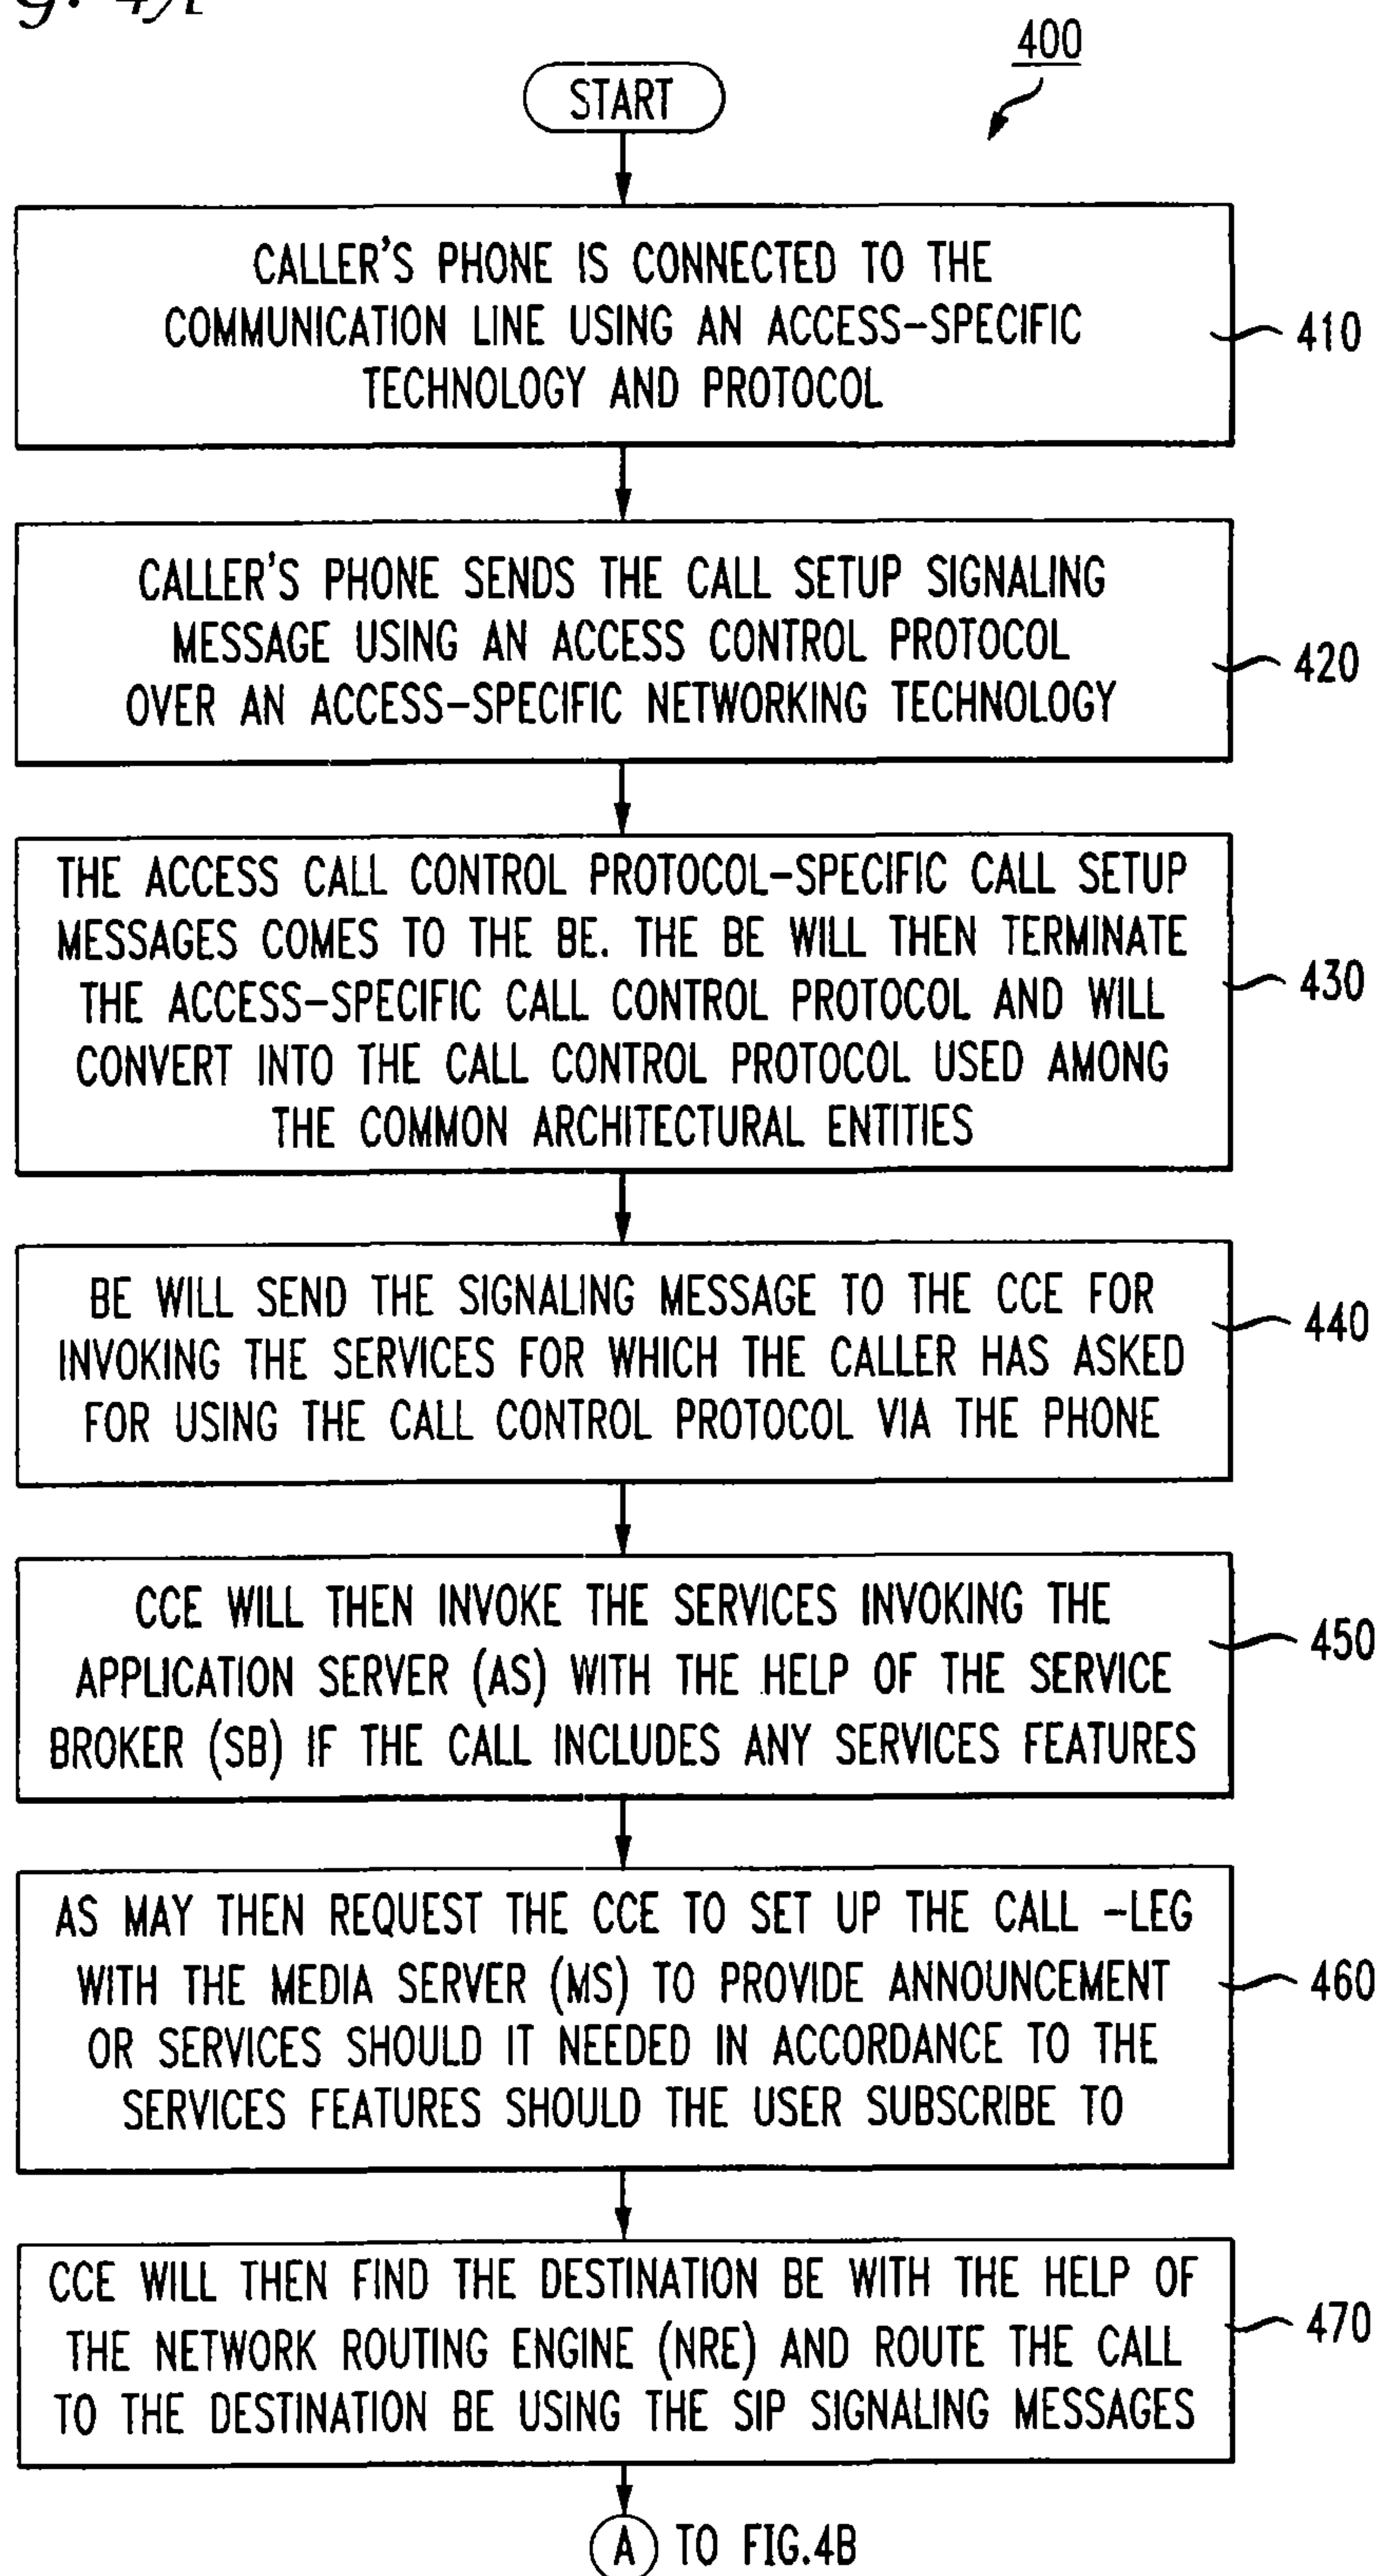 400
START
CALLER'S PHONE IS CONNECTED TO THE
COMMUNICATION LINE USING AN ACCESS-SPECIFIC
TECHNOLOGY AND PROTOCOL
410
CALLER'S PHONE SENDS THE CALL SETUP SIGNALING
MESSAGE USING AN ACCESS CONTROL PROTOCOL
OVER AN ACCESS-SPECIFIC NETWORKING TECHNOLOGY
420
THE ACCESS CALL CONTROL PROTOCOL-SPECIFIC CALL SETUP
MESSAGES COMES TO THE BE. THE BE WILL THEN TERMINATE
THE ACCESS-SPECIFIC CALL CONTROL PROTOCOL AND WILL
CONVERT INTO THE CALL CONTROL PROTOCOL USED AMONG
THE COMMON ARCHITECTURAL ENTITIES
430
BE WILL SEND THE SIGNALING MESSAGE TO THE CCE FOR
INVOKING THE SERVICES FOR WHICH THE CALLER HAS ASKED
FOR USING THE CALL CONTROL PROTOCOL VIA THE PHONE
440
CCE WILL THEN INVOKE THE SERVICES INVOKING THE
APPLICATION SERVER (AS) WITH THE HELP OF THE SERVICE
BROKER (SB) IF THE CALL INCLUDES ANY SERVICES FEATURES
450
AS MAY THEN REQUEST THE CCE TO SET UP THE CALL -LEG
WITH THE MEDIA SERVER (MS) TO PROVIDE ANNOUNCEMENT
OR SERVICES SHOULD IT NEEDED IN ACCORDANCE TO THE
SERVICES FEATURES SHOULD THE USER SUBSCRIBE TO
460
CCE WILL THEN FIND THE DESTINATION BE WITH THE HELP OF
THE NETWORK ROUTING ENGINE (NRE) AND ROUTE THE CALL
TO THE DESTINATION BE USING THE SIP SIGNALING MESSAGES
470
A TO FIG.4B